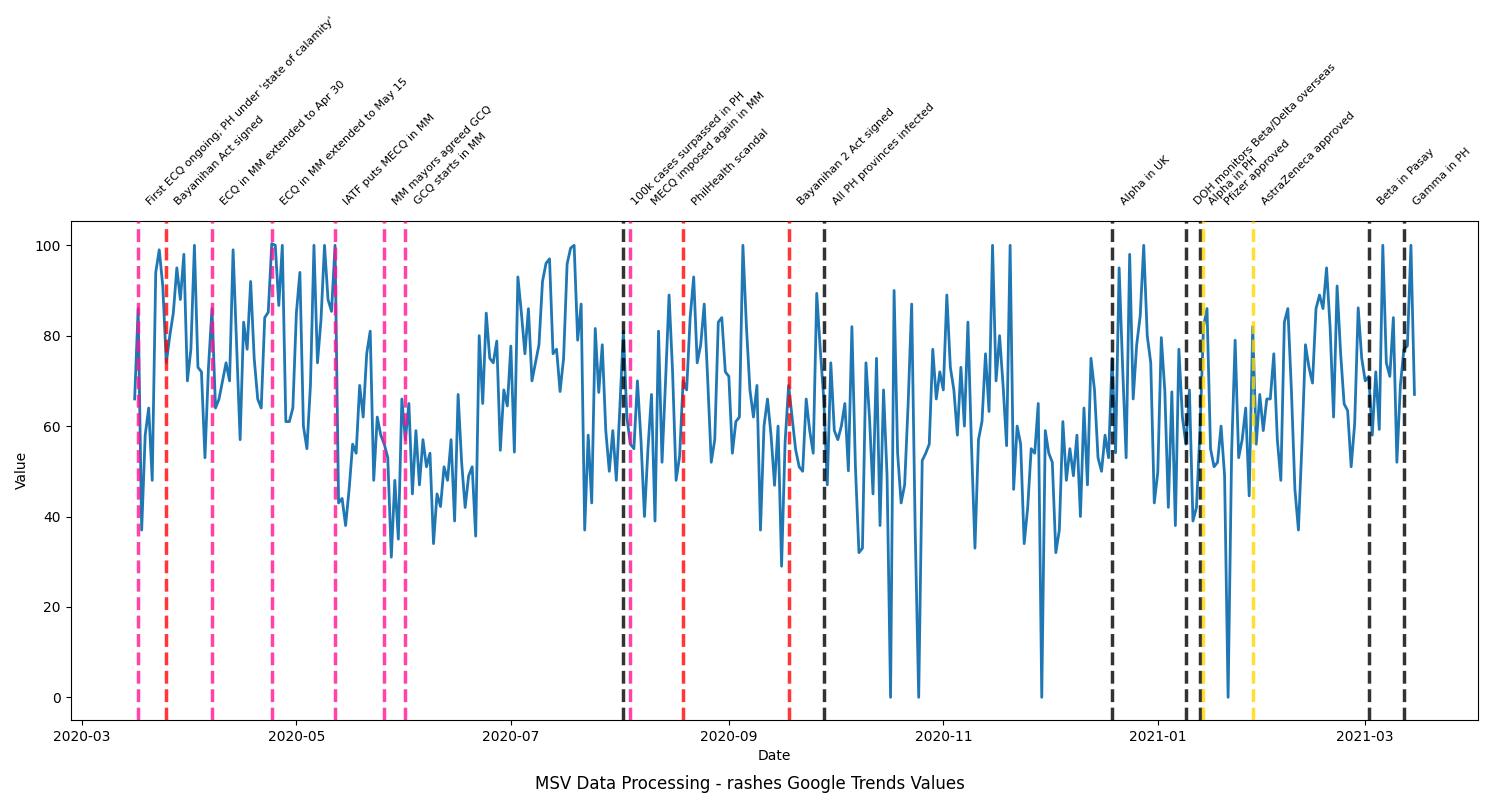 First ECQ ongoing; PH under 'state of calamity'
Bayanihan Act signed
ECQ in MM extended to Apr 30
ECQ in MM extended to May 15
IATF puts MECQ in MM
MM mayors agreed GCQ
GCQ starts in MM
100k cases surpassed in PH
MECQ imposed again in MM
PhilHealth scandal
Bayanihan 2 Act signed
All PH provinces infected
Alpha in UK
DOH monitors Beta/Delta overseas
Alpha in PH
Pfizer approved
AstraZeneca approved
Beta in Pasay
Gamma in PH
100
80
60
40
20
0
Value
2020-03
2020-05
2020-07
2020-09
2020-11
2021-01
2021-03
Date
MSV Data Processing - rashes Google Trends Values